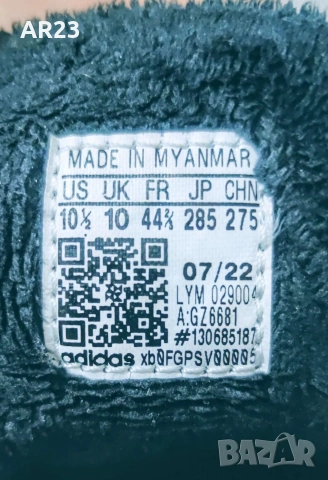 AR23
MADE IN MYANMAR
US UK FR JP CHN
10½ 10 44⅔ 285 275
07/22
LYM 029004
A:GZ6681
#130685187
adidas xb0FGPSV00005
BAZAR